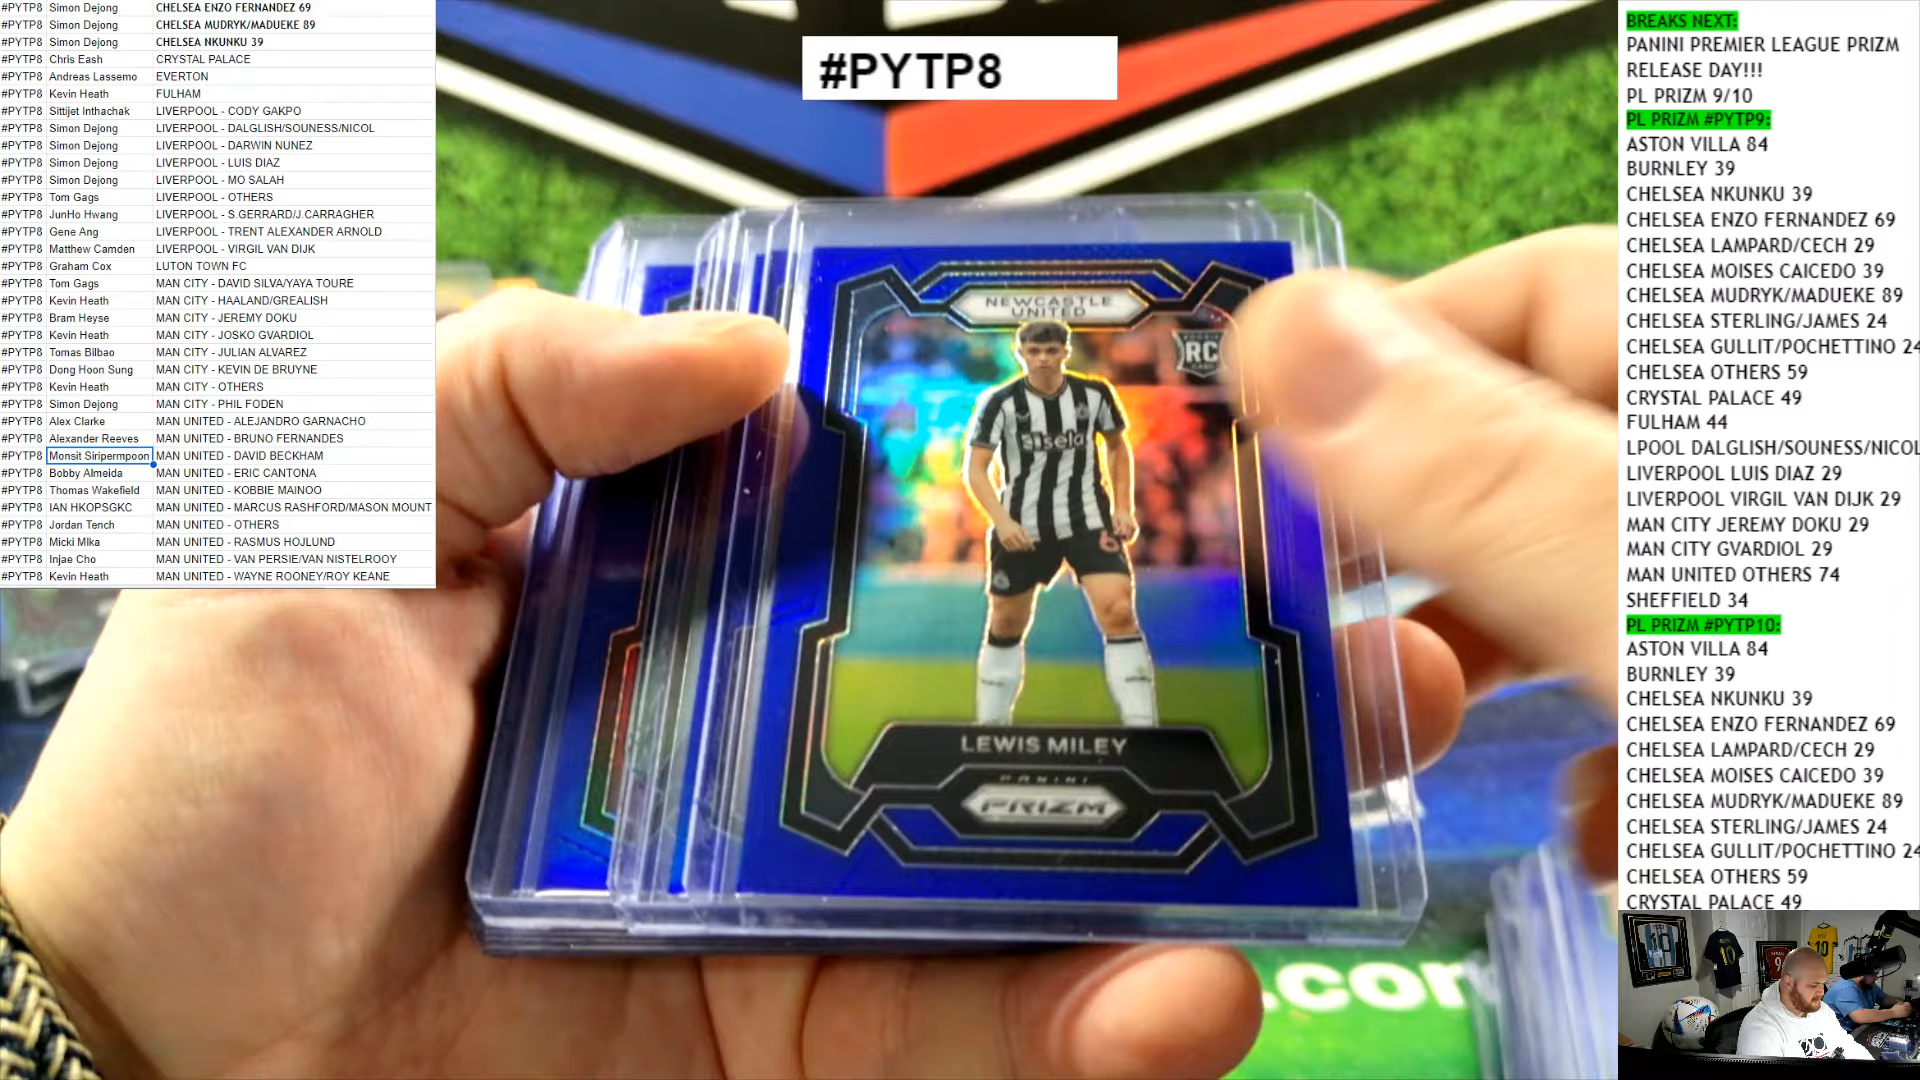 #PYTP8 Simon Dejong CHELSEA ENZO FERNANDEZ 69
#PYTP8 Simon Dejong CHELSEA MUDRYK/MADUEKE 89
#PYTP8 Simon Dejong CHELSEA NKUNKU 39
#PYTP8 Chris Eash CRYSTAL PALACE
#PYTP8 Andreas Lassemo EVERTON
#PYTP8 Kevin Heath FULHAM
#PYTP8 Sittijet Inthachak LIVERPOOL - CODY GAKPO
#PYTP8 Simon Dejong LIVERPOOL - DALGLISH/SOUNESS/NICOL
#PYTP8 Simon Dejong LIVERPOOL - DARWIN NUNEZ
#PYTP8 Simon Dejong LIVERPOOL - LUIS DIAZ
#PYTP8 Simon Dejong LIVERPOOL - MO SALAH
#PYTP8 Tom Gags LIVERPOOL - OTHERS
#PYTP8 JunHo Hwang LIVERPOOL - S.GERRARD/J.CARRAGHER
#PYTP8 Gene Ang LIVERPOOL - TRENT ALEXANDER ARNOLD
#PYTP8 Matthew Camden LIVERPOOL - VIRGIL VAN DIJK
#PYTP8 Graham Cox LUTON TOWN FC
#PYTP8 Tom Gags MAN CITY - DAVID SILVA/YAYA TOURE
#PYTP8 Kevin Heath MAN CITY - HAALAND/GREALISH
#PYTP8 Bram Heyse MAN CITY - JEREMY DOKU
#PYTP8 Kevin Heath MAN CITY - JOSKO GVARDIOL
#PYTP8 Tomas Bilbao MAN CITY - JULIAN ALVAREZ
#PYTP8 Dong Hoon Sung MAN CITY - KEVIN DE BRUYNE
#PYTP8 Kevin Heath MAN CITY - OTHERS
#PYTP8 Simon Dejong MAN CITY - PHIL FODEN
#PYTP8 Alex Clarke MAN UNITED - ALEJANDRO GARNACHO
#PYTP8 Alexander Reeves MAN UNITED - BRUNO FERNANDES
#PYTP8 Monsit Siripermpoon MAN UNITED - DAVID BECKHAM
#PYTP8 Bobby Almeida MAN UNITED - ERIC CANTONA
#PYTP8 Thomas Wakefield MAN UNITED - KOBBIE MAINOO
#PYTP8 IAN HKOPSGKC MAN UNITED - MARCUS RASHFORD/MASON MOUNT
#PYTP8 Jordan Tench MAN UNITED - OTHERS
#PYTP8 Micki Mlka MAN UNITED - RASMUS HOJLUND
#PYTP8 Injae Cho MAN UNITED - VAN PERSIE/VAN NISTELROOY
#PYTP8 Kevin Heath MAN UNITED - WAYNE ROONEY/ROY KEANE
#PYTP8
NEWCASTLE
UNITED
RC
sela
LEWIS MILEY
PANINI
PRIZM
.com
BREAKS NEXT:
PANINI PREMIER LEAGUE PRIZM
RELEASE DAY!!!
PL PRIZM 9/10
PL PRIZM #PYTP9:
ASTON VILLA 84
BURNLEY 39
CHELSEA NKUNKU 39
CHELSEA ENZO FERNANDEZ 69
CHELSEA LAMPARD/CECH 29
CHELSEA MOISES CAICEDO 39
CHELSEA MUDRYK/MADUEKE 89
CHELSEA STERLING/JAMES 24
CHELSEA GULLIT/POCHETTINO 24
CHELSEA OTHERS 59
CRYSTAL PALACE 49
FULHAM 44
LPOOL DALGLISH/SOUNESS/NICOL
LIVERPOOL LUIS DIAZ 29
LIVERPOOL VIRGIL VAN DIJK 29
MAN CITY JEREMY DOKU 29
MAN CITY GVARDIOL 29
MAN UNITED OTHERS 74
SHEFFIELD 34
PL PRIZM #PYTP10:
ASTON VILLA 84
BURNLEY 39
CHELSEA NKUNKU 39
CHELSEA ENZO FERNANDEZ 69
CHELSEA LAMPARD/CECH 29
CHELSEA MOISES CAICEDO 39
CHELSEA MUDRYK/MADUEKE 89
CHELSEA STERLING/JAMES 24
CHELSEA GULLIT/POCHETTINO 24
CHELSEA OTHERS 59
CRYSTAL PALACE 49